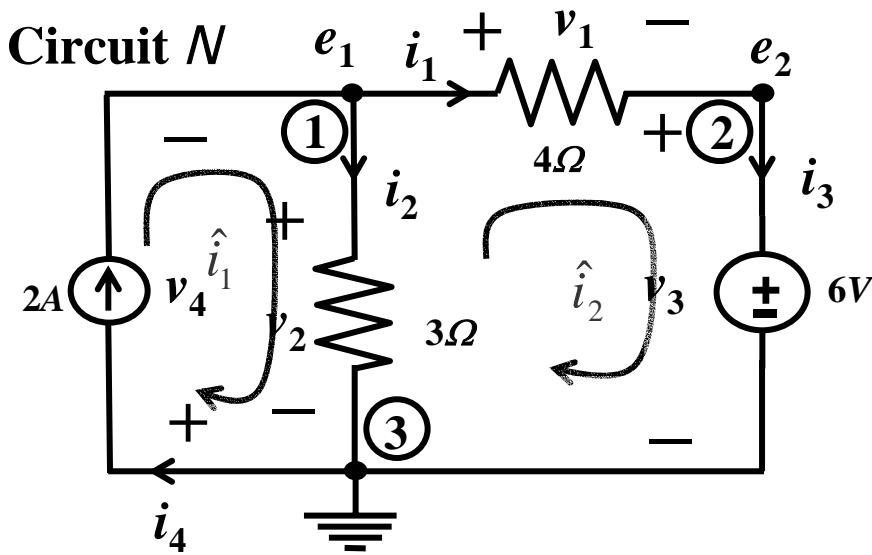 Circuit N
e₁
i₁
+
v₁
−
e₂
−
1
+
2
4Ω
i₂
i₃
+
î₁
î₂
2A
v₄
v₃
±
6V
v₂
3Ω
+
−
3
−
i₄